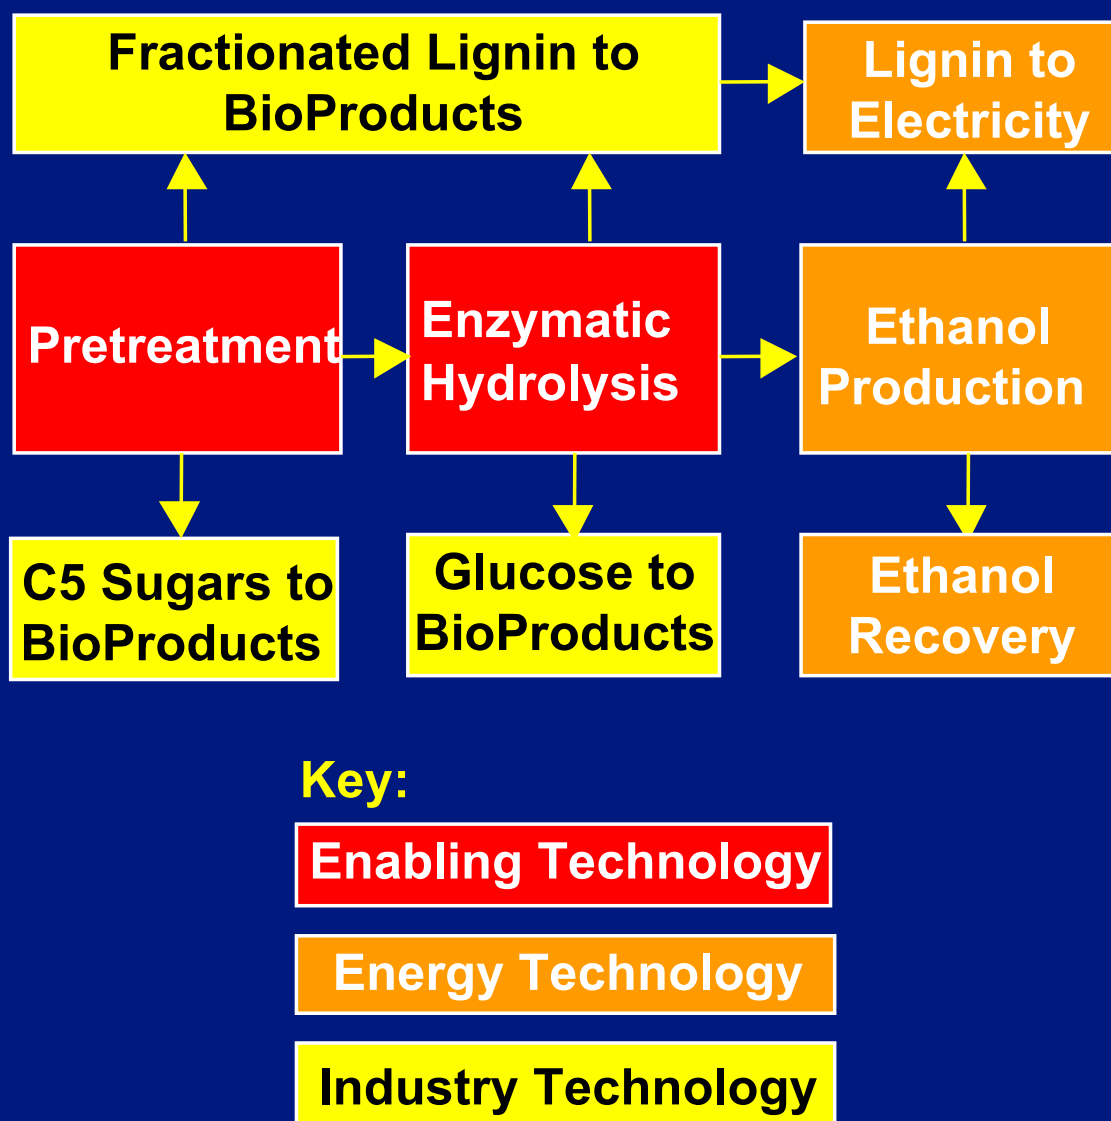 Fractionated Lignin to
BioProducts
Lignin to
Electricity
Pretreatment
Enzymatic
Hydrolysis
Ethanol
Production
C5 Sugars to
BioProducts
Glucose to
BioProducts
Ethanol
Recovery
Key:
Enabling Technology
Energy Technology
Industry Technology